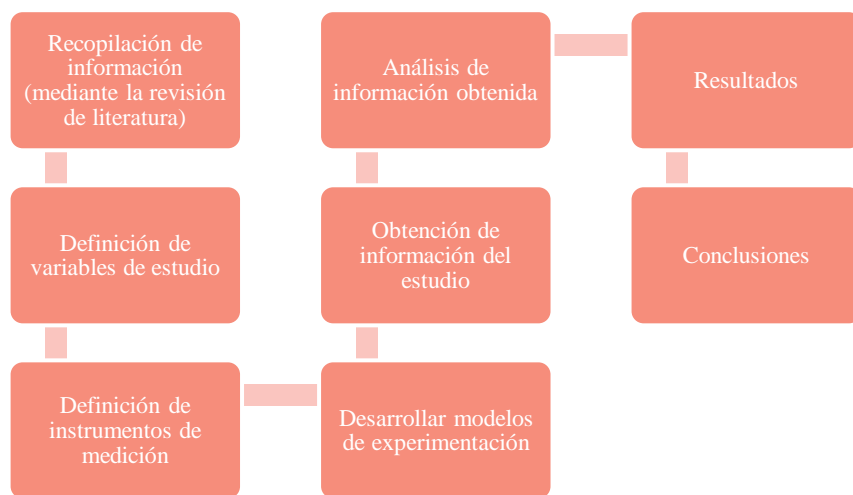 Recopilación de
información
(mediante la revisión
de literatura)
Definición de
variables de estudio
Definición de
instrumentos de
medición
Desarrollar modelos
de experimentación
Obtención de
información del
estudio
Análisis de
información obtenida
Resultados
Conclusiones